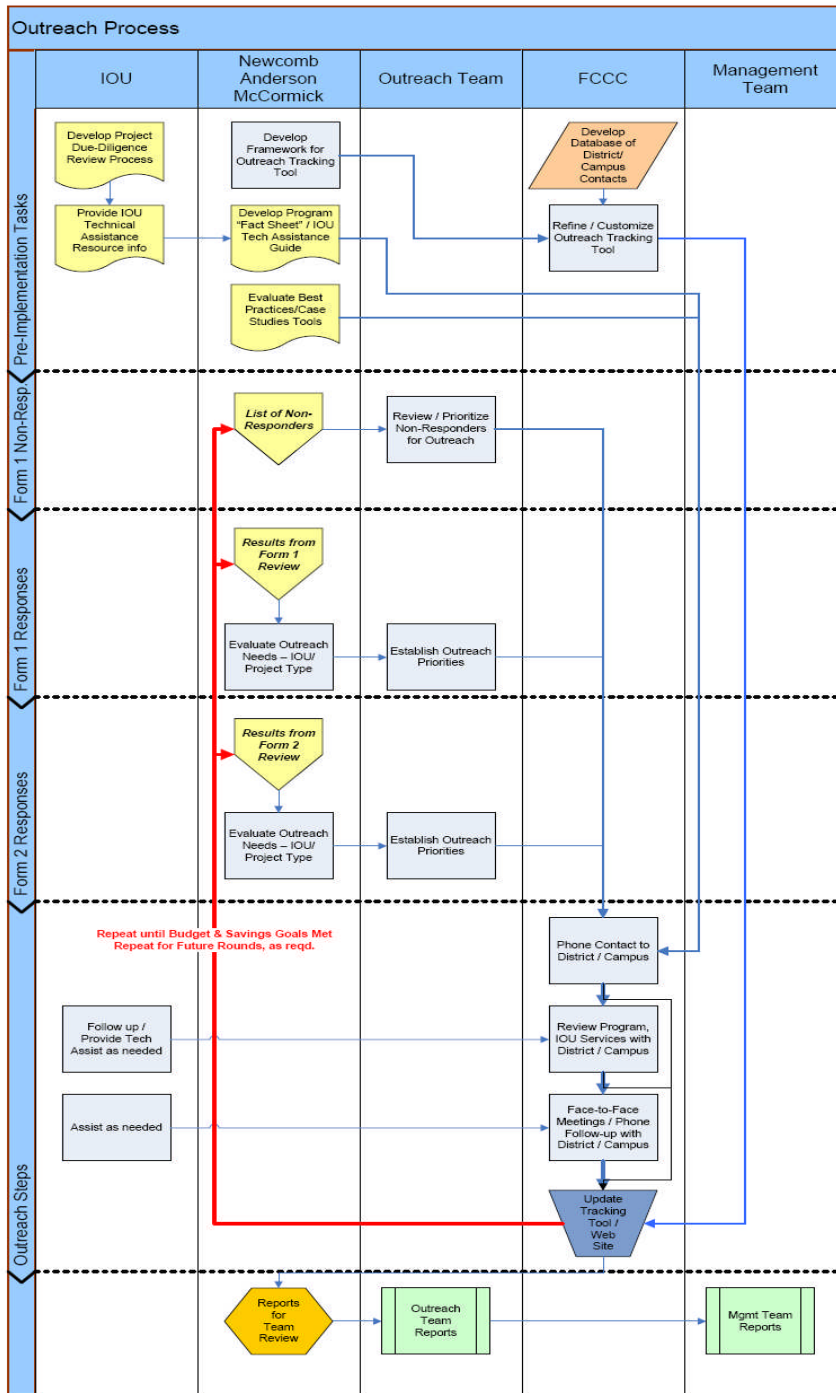 Outreach Process
IOU
Newcomb
Anderson
McCormick
Outreach Team
FCCC
Management
Team
Pre-Implementation Tasks
Develop Project
Due-Diligence
Review Process
Develop
Framework for
Outreach Tracking
Tool
Develop
Database of
District/
Campus
Contacts
Provide IOU
Technical
Assistance
Resource info
Develop Program
“Fact Sheet” / IOU
Tech Assistance
Guide
Refine / Customize
Outreach Tracking
Tool
Evaluate Best
Practices/Case
Studies Tools
Form 1 Non-Resp.
List of Non-
Responders
Review / Prioritize
Non-Responders
for Outreach
Form 1 Responses
Results from
Form 1
Review
Evaluate Outreach
Needs – IOU/
Project Type
Establish Outreach
Priorities
Form 2 Responses
Results from
Form 2
Review
Evaluate Outreach
Needs – IOU/
Project Type
Establish Outreach
Priorities
Outreach Steps
Repeat until Budget & Savings Goals Met
Repeat for Future Rounds, as reqd.
Phone Contact to
District / Campus
Follow up /
Provide Tech
Assist as needed
Review Program,
IOU Services with
District / Campus
Assist as needed
Face-to-Face
Meetings / Phone
Follow-up with
District / Campus
Update
Tracking
Tool /
Web
Site
Reports
for
Team
Review
Outreach
Team
Reports
Mgmt Team
Reports